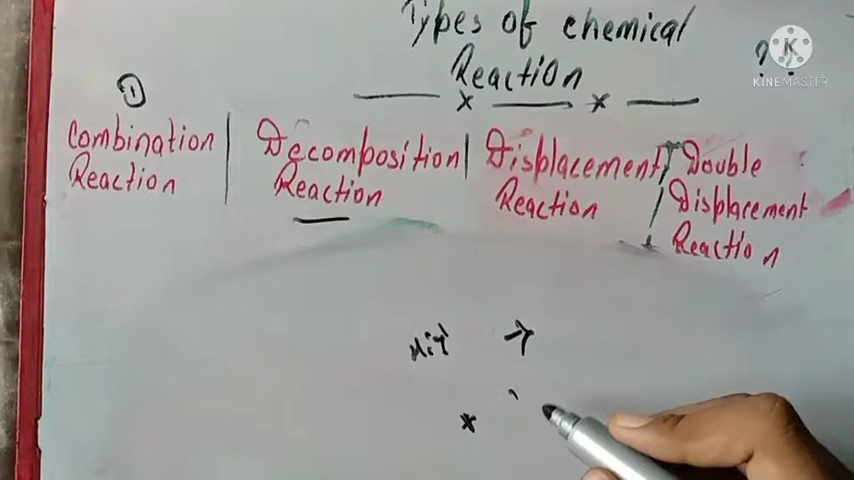 Types of chemical
Reaction ?
K
KINEMASTER
1
Combination
Reaction
Decomposition
Reaction
Displacement
Reaction
Double
Displacement
Reaction